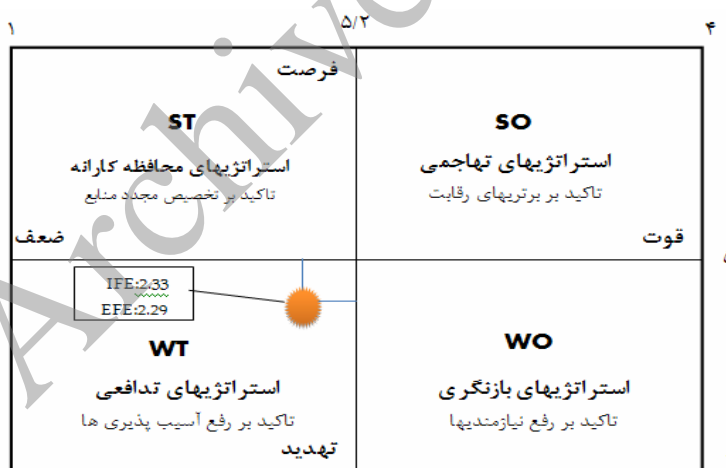 ۱ ۵/۲ ۴
فرصت
ST
استراتژیهای محافظه کارانه
تاکید بر تخصیص مجدد منابع
SO
استراتژیهای تهاجمی
تاکید بر برتریهای رقابت
ضعف
قوت
IFE:2.33
EFE:2.29
WT
استراتژیهای تدافعی
تاکید بر رفع آسیب پذیری ها
WO
استراتژیهای بازنگری
تاکید بر رفع نیازمندیها
تهدید
Archive